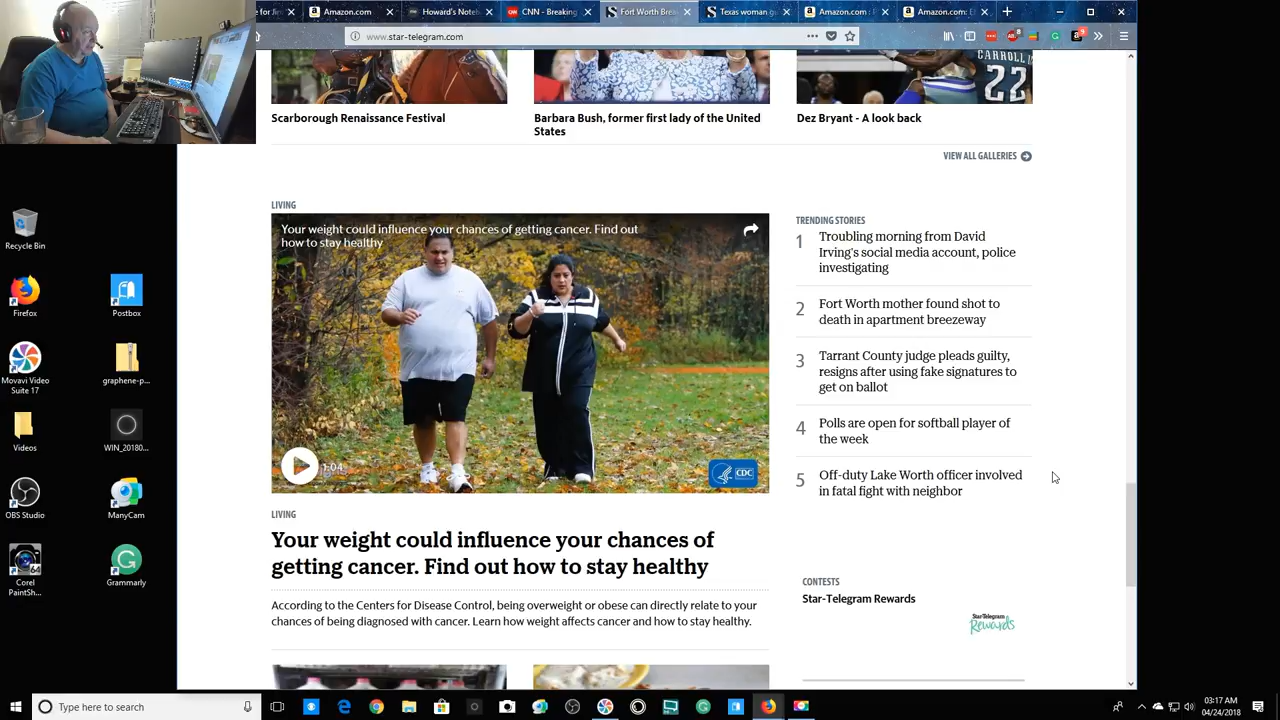 e for Jin
Amazon.com
Howard's Note
CNN - Breaking
Fort Worth Brea
Texas woman g
Amazon.com : P
Amazon.com: E
www.star-telegram.com
CARROLL
22
Scarborough Renaissance Festival
Barbara Bush, former first lady of the United
States
Dez Bryant - A look back
VIEW ALL GALLERIES
LIVING
Your weight could influence your chances of getting cancer. Find out
how to stay healthy
1:04
CDC
LIVING
Your weight could influence your chances of
getting cancer. Find out how to stay healthy
According to the Centers for Disease Control, being overweight or obese can directly relate to your
chances of being diagnosed with cancer. Learn how weight affects cancer and how to stay healthy.
TRENDING STORIES
1
Troubling morning from David
Irving's social media account, police
investigating
2
Fort Worth mother found shot to
death in apartment breezeway
3
Tarrant County judge pleads guilty,
resigns after using fake signatures to
get on ballot
4
Polls are open for softball player of
the week
5
Off-duty Lake Worth officer involved
in fatal fight with neighbor
CONTESTS
Star-Telegram Rewards
StarTelegram
Rewards
Recycle Bin
Firefox
Postbox
Movavi Video
Suite 17
graphene-p...
Videos
WIN_20180...
OBS Studio
ManyCam
Corel
PaintSh...
Grammarly
Type here to search
03:17 AM
04/24/2018